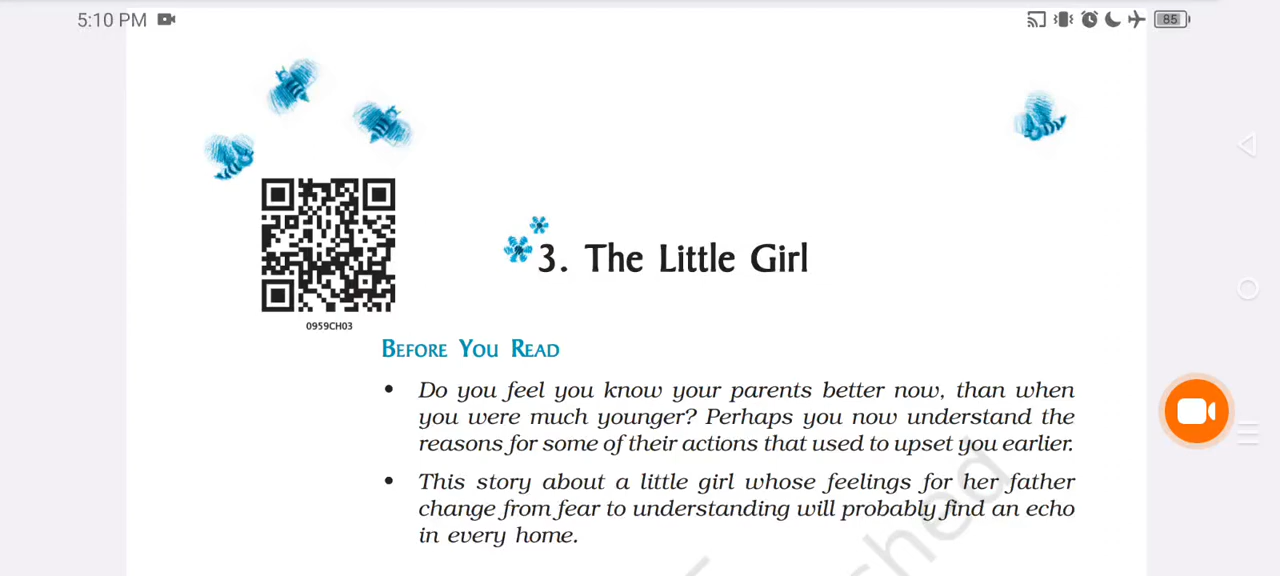 5:10 PM
85
3. The Little Girl
0959CH03
BEFORE YOU READ
• Do you feel you know your parents better now, than when
you were much younger? Perhaps you now understand the
reasons for some of their actions that used to upset you earlier.
• This story about a little girl whose feelings for her father
change from fear to understanding will probably find an echo
in every home.